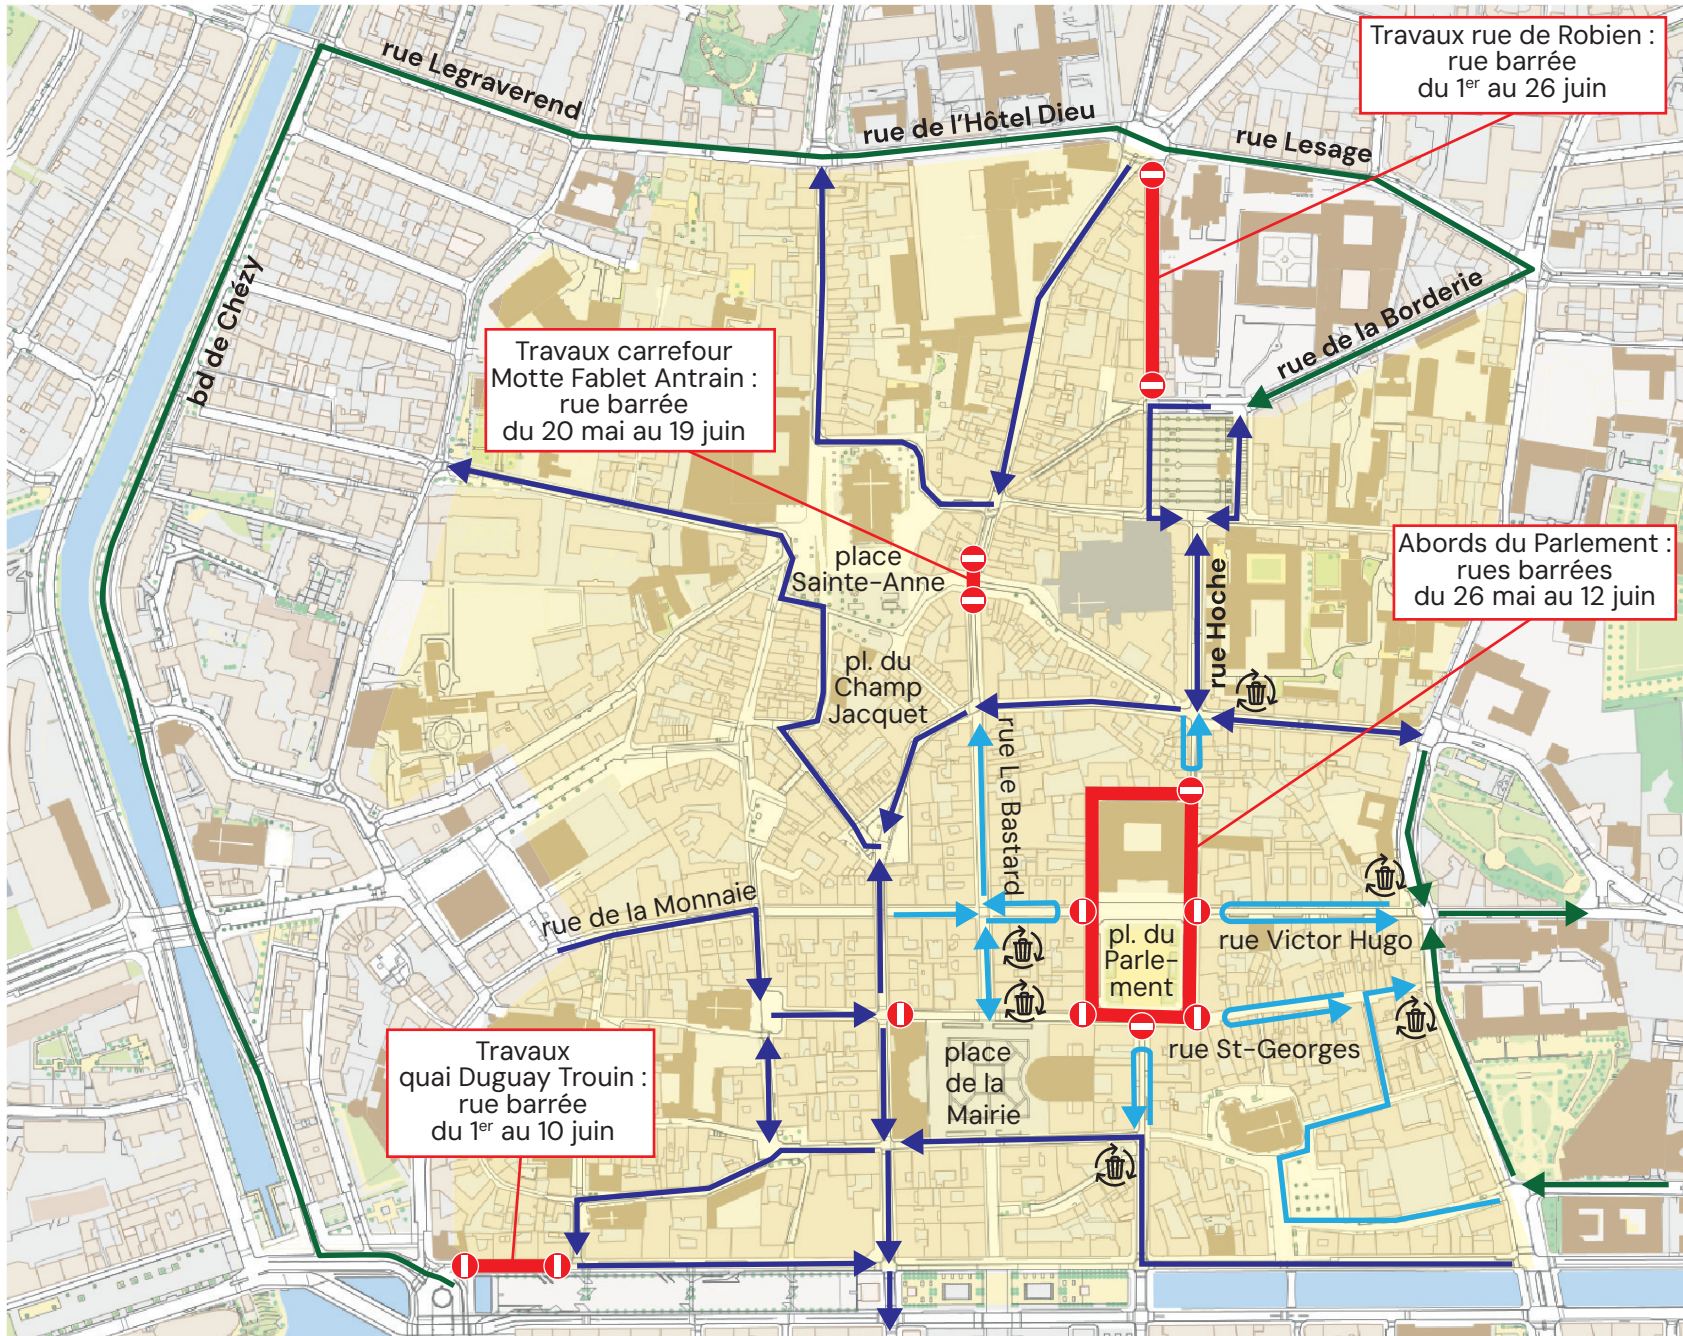 Travaux rue de Robien :
rue barrée
du 1er au 26 juin
rue Legraverend
rue de l'Hôtel Dieu
rue Lesage
bd de Chézy
rue de la Borderie
Travaux carrefour
Motte Fablet Antrain :
rue barrée
du 20 mai au 19 juin
Abords du Parlement :
rues barrées
du 26 mai au 12 juin
place
Sainte-Anne
rue Hoche
pl. du
Champ
Jacquet
rue Le Bastard
rue de la Monnaie
pl. du
Parle-
ment
rue Victor Hugo
rue St-Georges
place
de la
Mairie
Travaux
quai Duguay Trouin :
rue barrée
du 1er au 10 juin